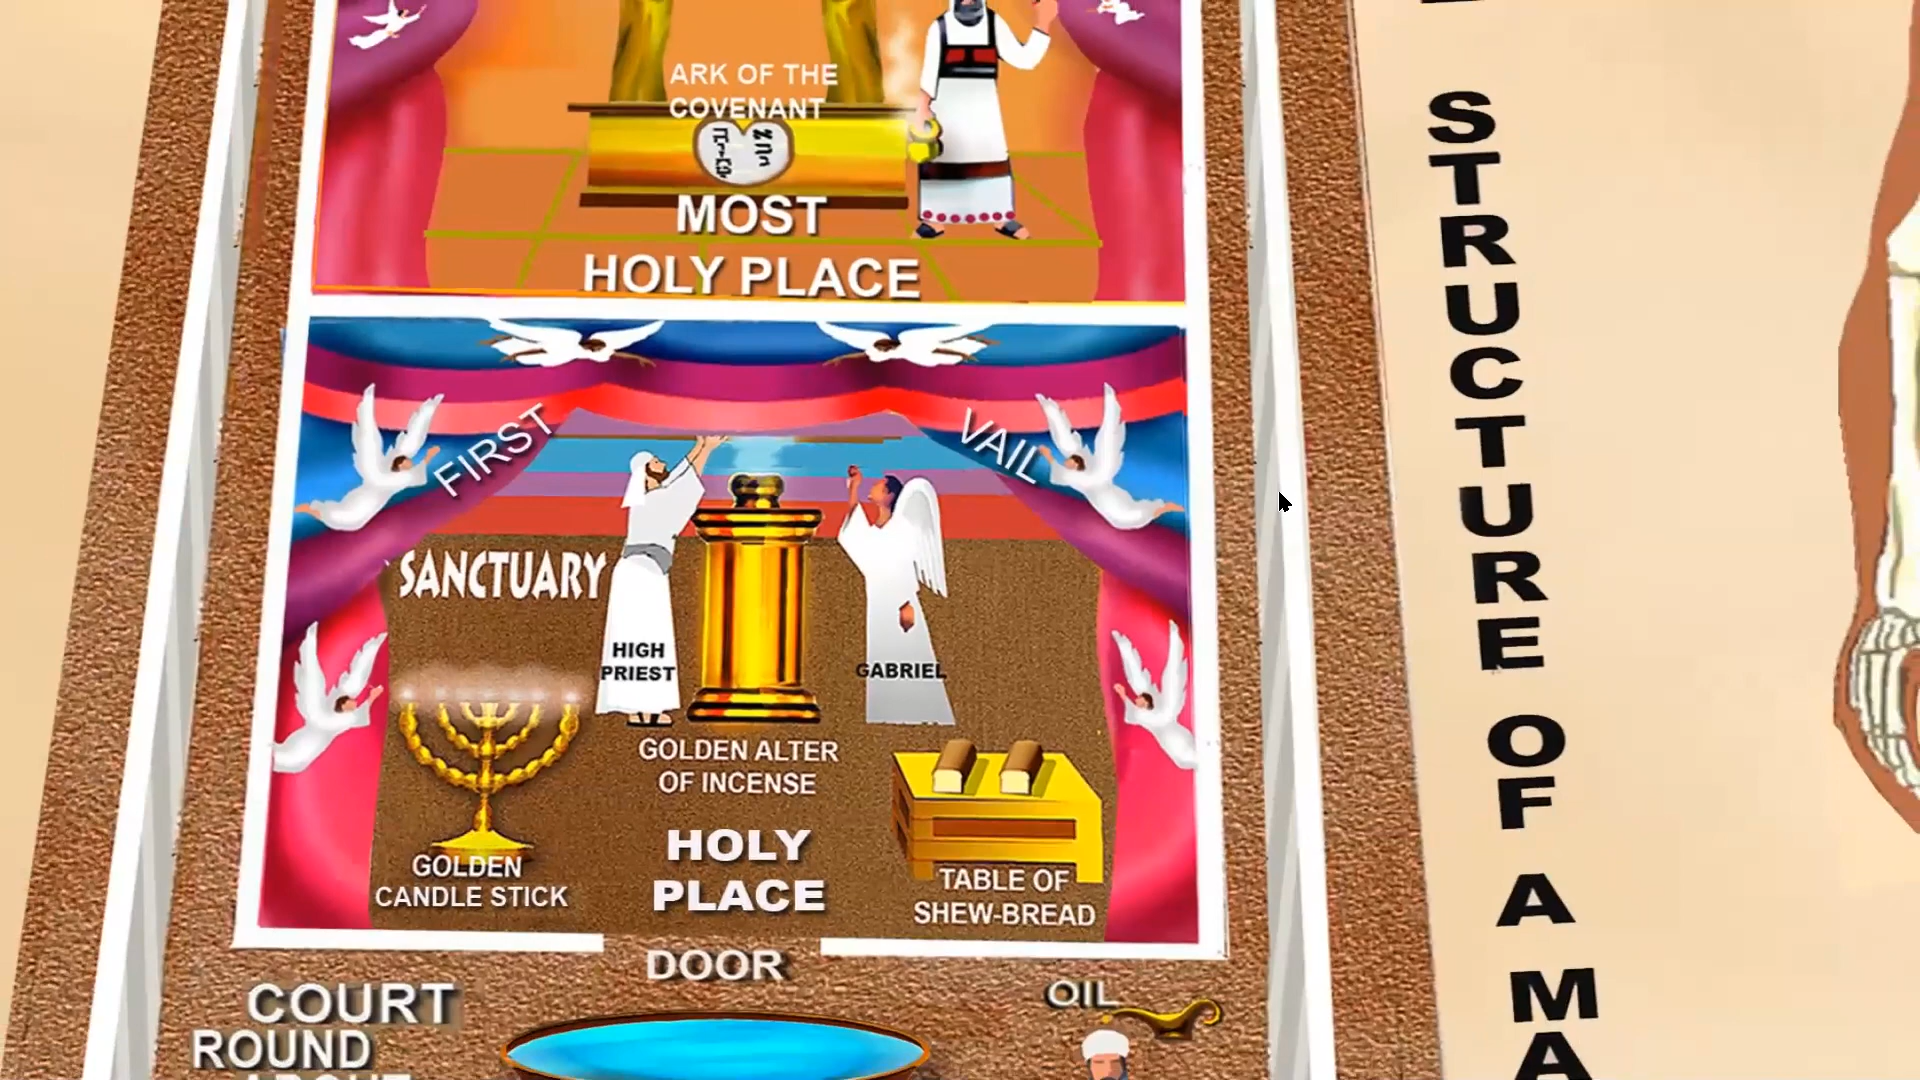 ARK OF THE
COVENANT
MOST
HOLY PLACE
FIRST
VAIL
SANCTUARY
HIGH
PRIEST
GABRIEL
GOLDEN ALTER
OF INCENSE
GOLDEN
CANDLE STICK
HOLY
PLACE
TABLE OF
SHEW-BREAD
DOOR
COURT
ROUND
OIL
STRUCTURE OF A MA